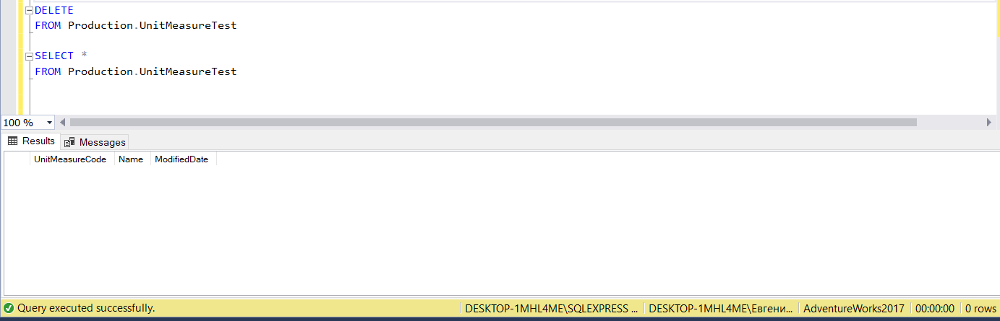 DELETE
FROM Production.UnitMeasureTest
SELECT *
FROM Production.UnitMeasureTest
100 %
Results Messages
UnitMeasureCode Name ModifiedDate
Query executed successfully. DESKTOP-1MHL4ME\SQLEXPRESS ... DESKTOP-1MHL4ME\Евгени... AdventureWorks2017 00:00:00 0 rows